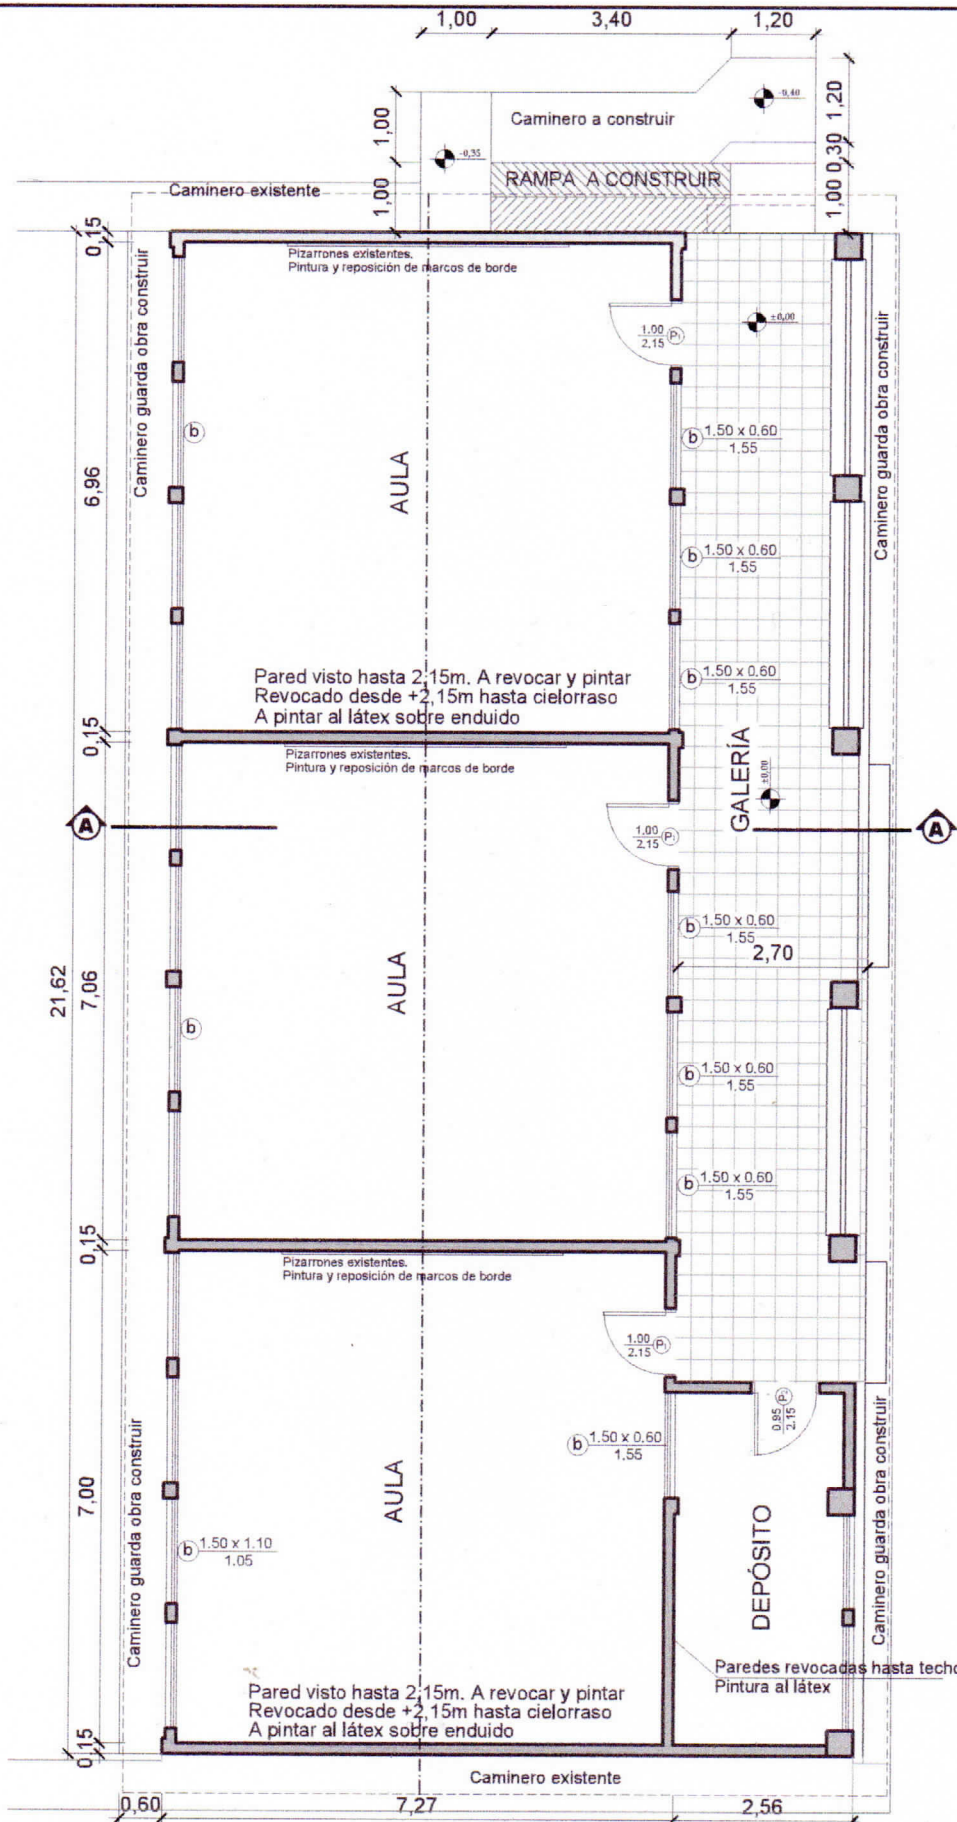 1,00
3,40
1,20
1,00
1,00
-0,35
Caminero a construir
-0,40
1,20
0,30
1,00
RAMPA A CONSTRUIR
Caminero existente
0,15
Caminero guarda obra construir
Pizarrones existentes.
Pintura y reposición de marcos de borde
1.00
2,15
P1
±0,00
Caminero guarda obra construir
6,96
b
AULA
b 1.50 x 0.60
1.55
b 1.50 x 0.60
1.55
b 1.50 x 0.60
1.55
Pared visto hasta 2,15m. A revocar y pintar
Revocado desde +2,15m hasta cielorraso
A pintar al látex sobre enduido
0,15
Pizarrones existentes.
Pintura y reposición de marcos de borde
GALERÍA
±0,00
A
A
1.00
2,15
P1
b 1.50 x 0.60
1.55
2,70
21,62
7,06
AULA
b
b 1.50 x 0.60
1.55
b 1.50 x 0.60
1.55
0,15
Pizarrones existentes.
Pintura y reposición de marcos de borde
1.00
2.15
P1
0.95
2.15
P2
b 1.50 x 0.60
1,55
Caminero guarda obra construir
7,00
AULA
b 1.50 x 1.10
1.05
DEPÓSITO
Caminero guarda obra construir
Paredes revocadas hasta techo
Pintura al látex
Pared visto hasta 2,15m. A revocar y pintar
Revocado desde +2,15m hasta cielorraso
A pintar al látex sobre enduido
0,15
Caminero existente
0,60
7,27
2,56